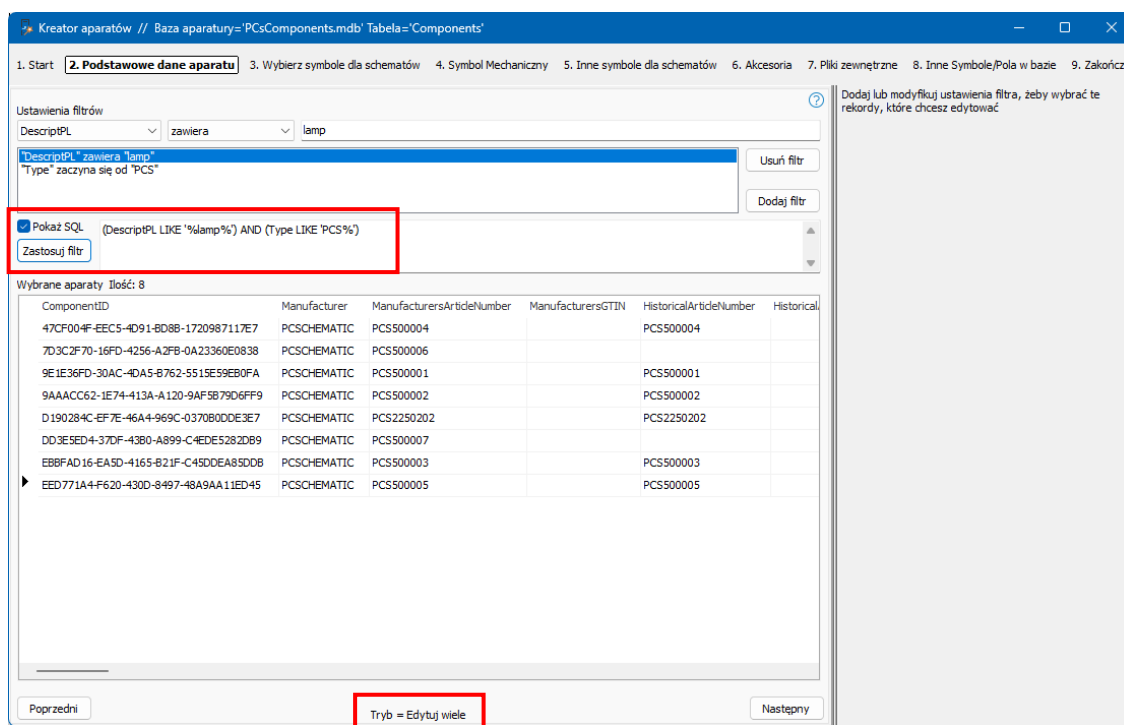 Kreator aparatów // Baza aparatury='PCsComponents.mdb' Tabela='Components'
1. Start 2. Podstawowe dane aparatu 3. Wybierz symbole dla schematów 4. Symbol Mechaniczny 5. Inne symbole dla schematów 6. Akcesoria 7. Pliki zewnętrzne 8. Inne Symbole/Pola w bazie 9. Zakończ
Dodaj lub modyfikuj ustawienia filtra, żeby wybrać te
rekordy, które chcesz edytować
Ustawienia filtrów
DescriptPL zawiera lamp
"DescriptPL" zawiera "lamp"
"Type" zaczyna się od "PCS"
Usuń filtr
Dodaj filtr
Pokaż SQL (DescriptPL LIKE '%lamp%') AND (Type LIKE 'PCS%')
Zastosuj filtr
Wybrane aparaty Ilość: 8
ComponentID Manufacturer ManufacturersArticleNumber ManufacturersGTIN HistoricalArticleNumber Historical
47CF004F-EEC5-4D91-BD8B-1720987117E7 PCSCHEMATIC PCS500004 PCS500004
7D3C2F70-16FD-4256-A2FB-0A23360E0838 PCSCHEMATIC PCS500006
9E1E36FD-30AC-4DA5-B762-5515E59EB0FA PCSCHEMATIC PCS500001 PCS500001
9AAACC62-1E74-413A-A120-9AF5B79D6FF9 PCSCHEMATIC PCS500002 PCS500002
D190284C-EF7E-46A4-969C-0370B0DDE3E7 PCSCHEMATIC PCS2250202 PCS2250202
DD3E5ED4-37DF-43B0-A899-C4EDE5282DB9 PCSCHEMATIC PCS500007
EBBFAD16-EA5D-4165-B21F-C45DDEA85DDB PCSCHEMATIC PCS500003 PCS500003
EED771A4-F620-430D-8497-48A9AA11ED45 PCSCHEMATIC PCS500005 PCS500005
Poprzedni Tryb = Edytuj wiele Następny